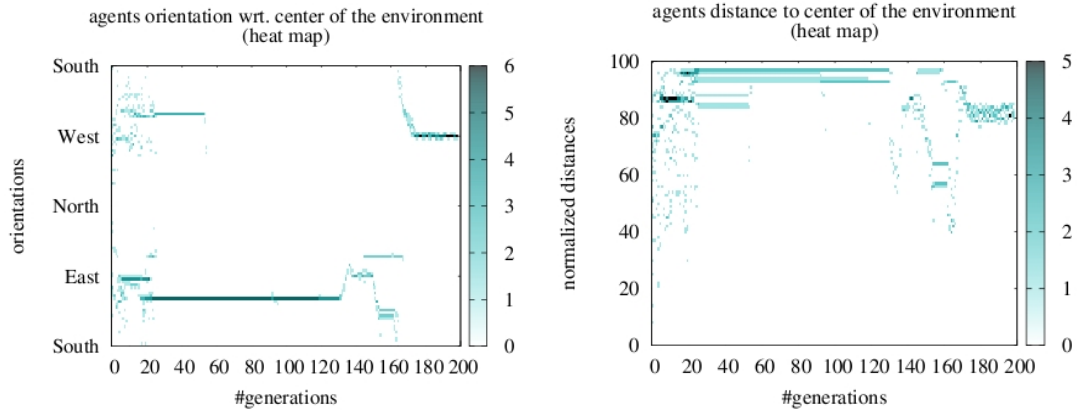 agents orientation wrt. center of the environment
(heat map)
South
West
North
East
South
orientations
0 20 40 60 80 100 120 140 160 180 200
#generations
6
5
4
3
2
1
0
agents distance to center of the environment
(heat map)
100
80
60
40
20
0
normalized distances
0 20 40 60 80 100 120 140 160 180 200
#generations
5
4
3
2
1
0